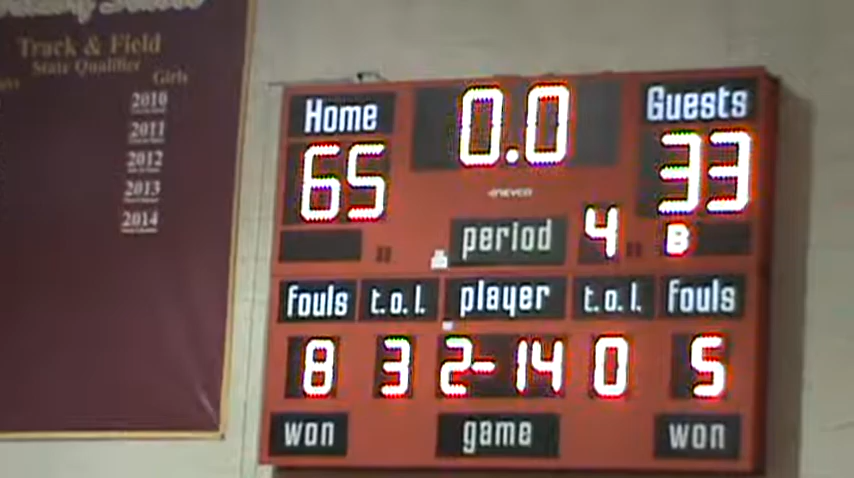 Track & Field
State Qualifier
Girls
2010
2011
2012
2013
2014
Home 0.0 Guests
65 33
period 4 B
fouls t.o.l. player t.o.l. fouls
8 3 2-14 0 5
won game won